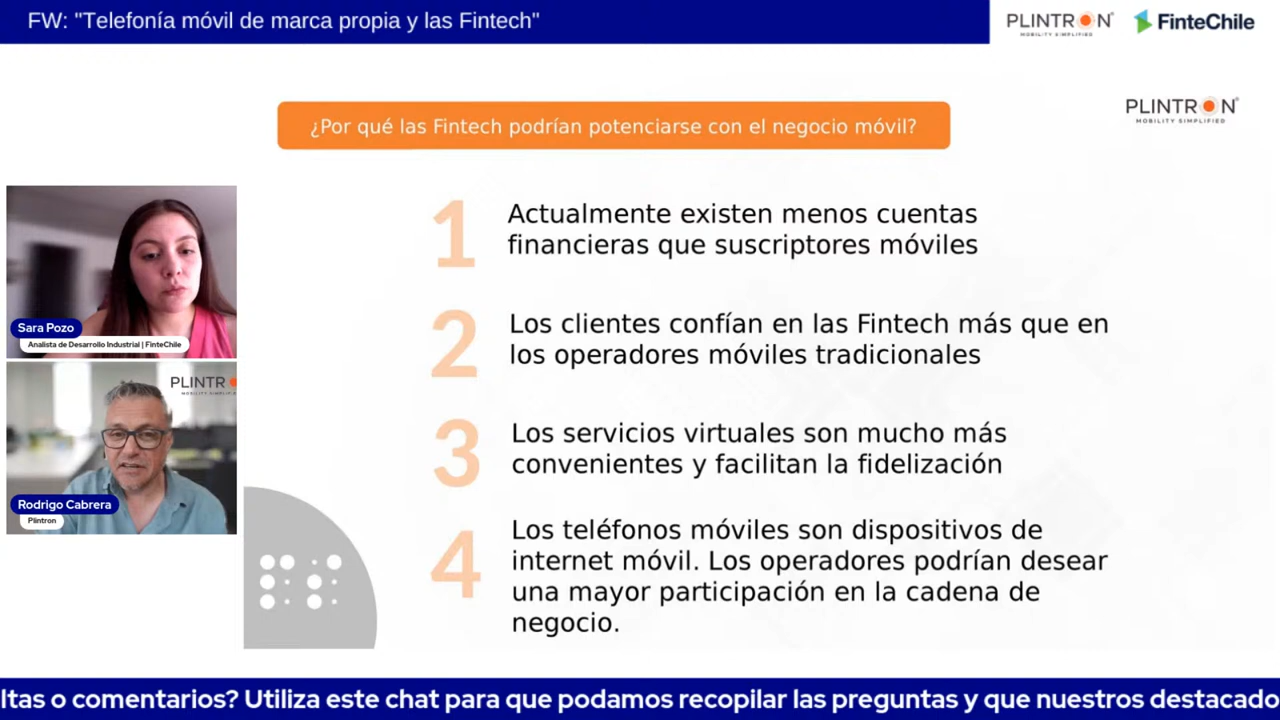 FW: "Telefonía móvil de marca propia y las Fintech"
PLINTRON®
MOBILITY SIMPLIFIED
FinteChile
¿Por qué las Fintech podrían potenciarse con el negocio móvil?
PLINTRON®
MOBILITY SIMPLIFIED
1
Actualmente existen menos cuentas
financieras que suscriptores móviles
2
Los clientes confían en las Fintech más que en
los operadores móviles tradicionales
3
Los servicios virtuales son mucho más
convenientes y facilitan la fidelización
4
Los teléfonos móviles son dispositivos de
internet móvil. Los operadores podrían desear
una mayor participación en la cadena de
negocio.
Sara Pozo
Analista de Desarrollo Industrial | FinteChile
PLINTRO
MOBILITY SIMPLIFIE
Rodrigo Cabrera
Plintron
ltas o comentarios? Utiliza este chat para que podamos recopilar las preguntas y que nuestros destacado